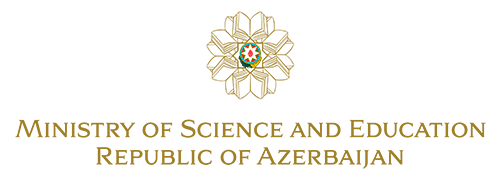 Ministry of Science and Education
Republic of Azerbaijan